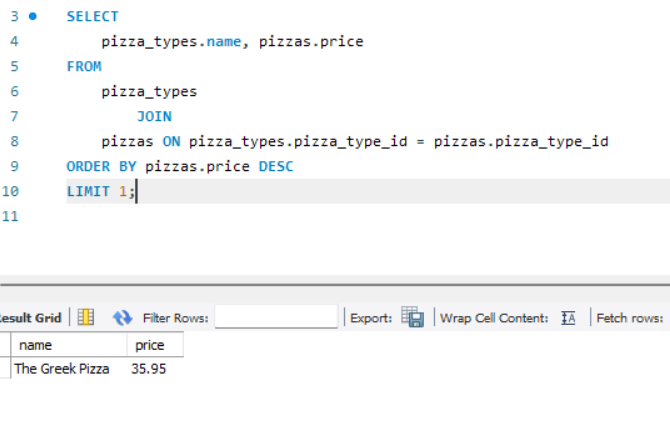 3 SELECT
4 pizza_types.name, pizzas.price
5 FROM
6 pizza_types
7 JOIN
8 pizzas ON pizza_types.pizza_type_id = pizzas.pizza_type_id
9 ORDER BY pizzas.price DESC
10 LIMIT 1;
11
esult Grid Filter Rows: Export: Wrap Cell Content: Fetch rows:
name price
The Greek Pizza 35.95